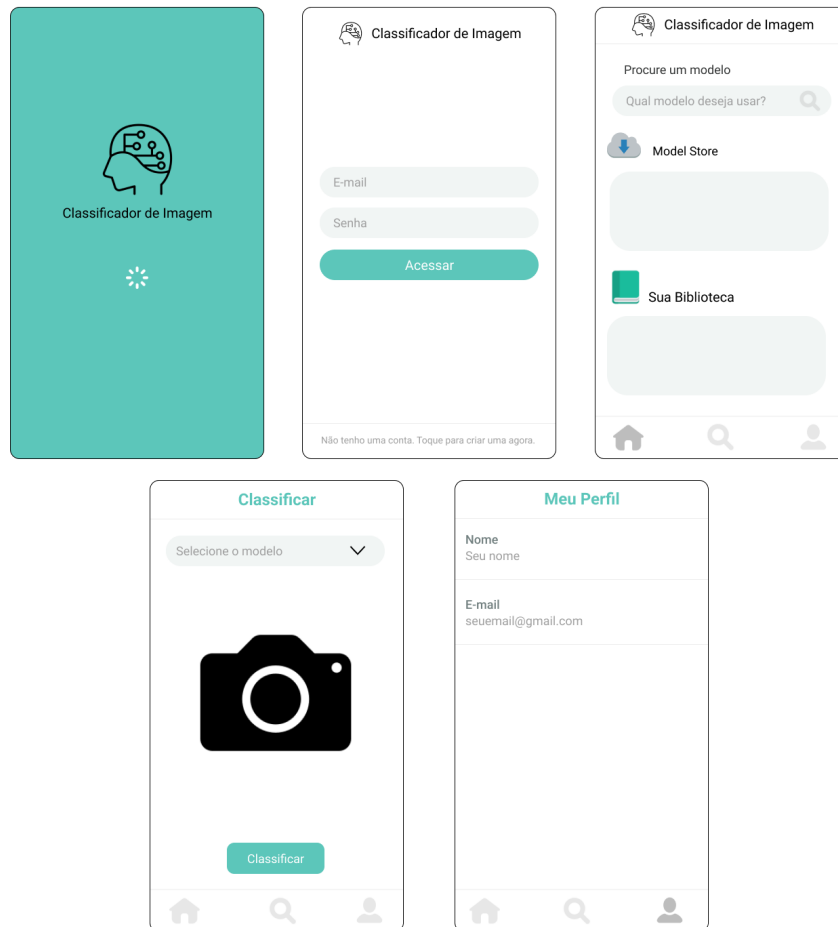 Classificador de Imagem
Classificador de Imagem
E-mail
Senha
Acessar
Não tenho uma conta. Toque para criar uma agora.
Classificador de Imagem
Procure um modelo
Qual modelo deseja usar?
Model Store
Sua Biblioteca
Classificar
Selecione o modelo
Classificar
Meu Perfil
Nome
Seu nome
E-mail
seuemail@gmail.com